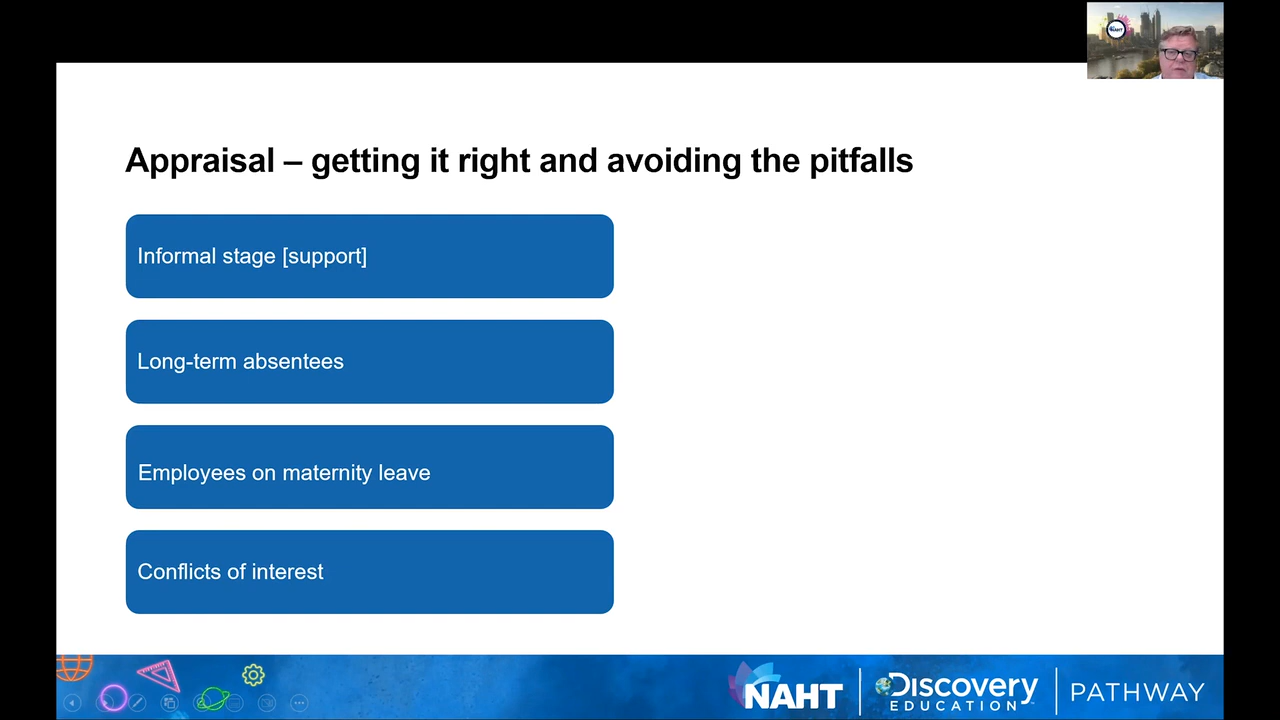 NAHT
Appraisal – getting it right and avoiding the pitfalls
Informal stage [support]
Long-term absentees
Employees on maternity leave
Conflicts of interest
NAHT
Discovery
EDUCATION
PATHWAY